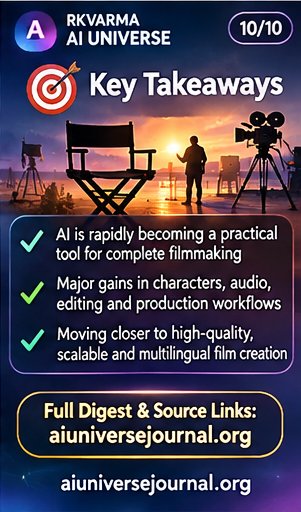 A
RKVARMA
AI UNIVERSE
10/10
Key Takeaways
AI is rapidly becoming a practical
tool for complete filmmaking
Major gains in characters, audio,
editing and production workflows
Moving closer to high-quality,
scalable and multilingual film creation
Full Digest & Source Links:
aiuniversejournal.org
aiuniversejournal.org